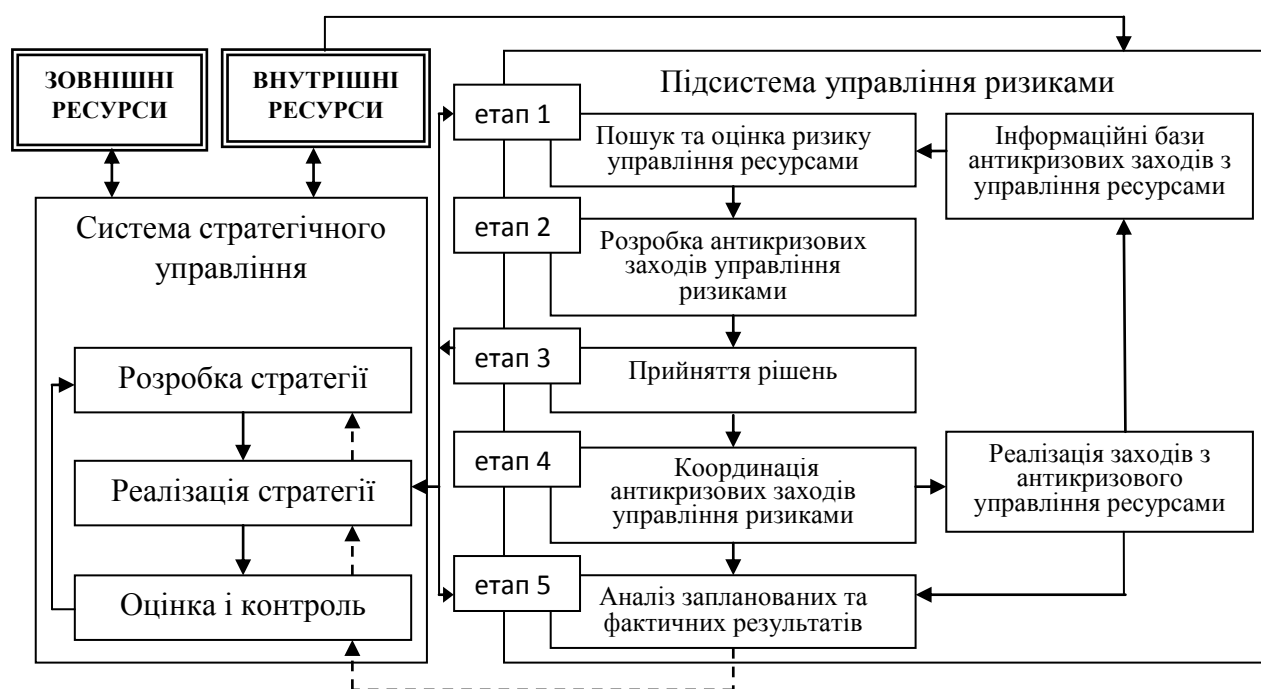 ЗОВНІШНІ
РЕСУРСИ
ВНУТРІШНІ
РЕСУРСИ
Система стратегічного
управління
Розробка стратегії
Реалізація стратегії
Оцінка і контроль
Підсистема управління ризиками
етап 1
Пошук та оцінка ризику
управління ресурсами
Інформаційні бази
антикризових заходів з
управління ресурсами
етап 2
Розробка антикризових
заходів управління
ризиками
етап 3
Прийняття рішень
етап 4
Координація
антикризових заходів
управління ризиками
Реалізація заходів з
антикризового
управління ресурсами
етап 5
Аналіз запланованих та
фактичних результатів